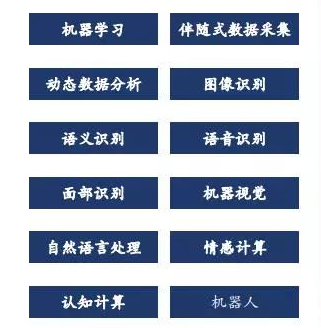 机器学习
伴随式数据采集
动态数据分析
图像识别
语义识别
语音识别
面部识别
机器视觉
自然语言处理
情感计算
认知计算
机器人